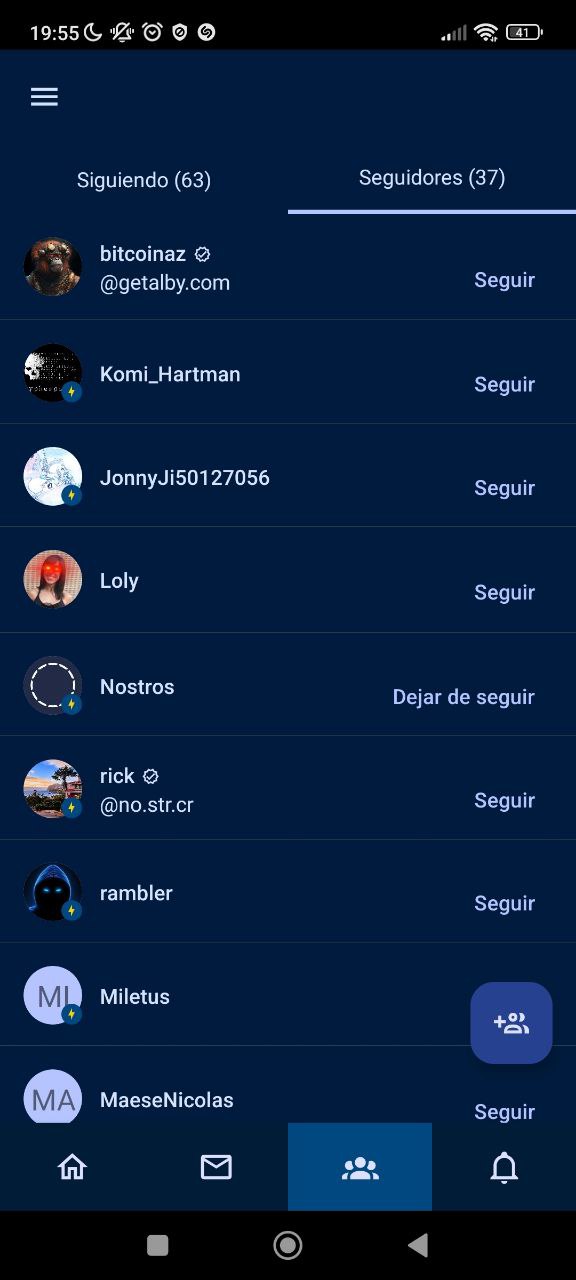 19:55
41
Siguiendo (63)
Seguidores (37)
bitcoinaz
@getalby.com
Seguir
Komi_Hartman
Seguir
JonnyJi50127056
Seguir
Loly
Seguir
Nostros
Dejar de seguir
rick
@no.str.cr
Seguir
rambler
Seguir
MI
Miletus
MA
MaeseNicolas
Seguir